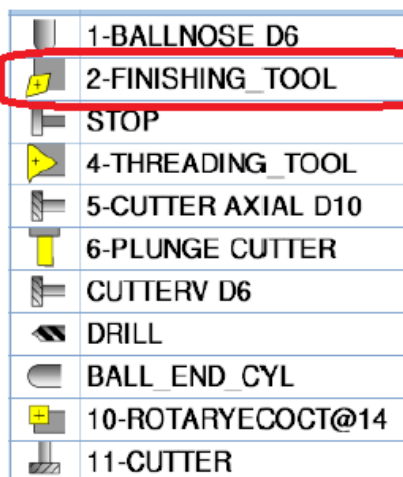 1-BALLNOSE D6
2-FINISHING_TOOL
STOP
4-THREADING_TOOL
5-CUTTER AXIAL D10
6-PLUNGE CUTTER
CUTTERV D6
DRILL
BALL_END_CYL
10-ROTARYECOCT@14
11-CUTTER